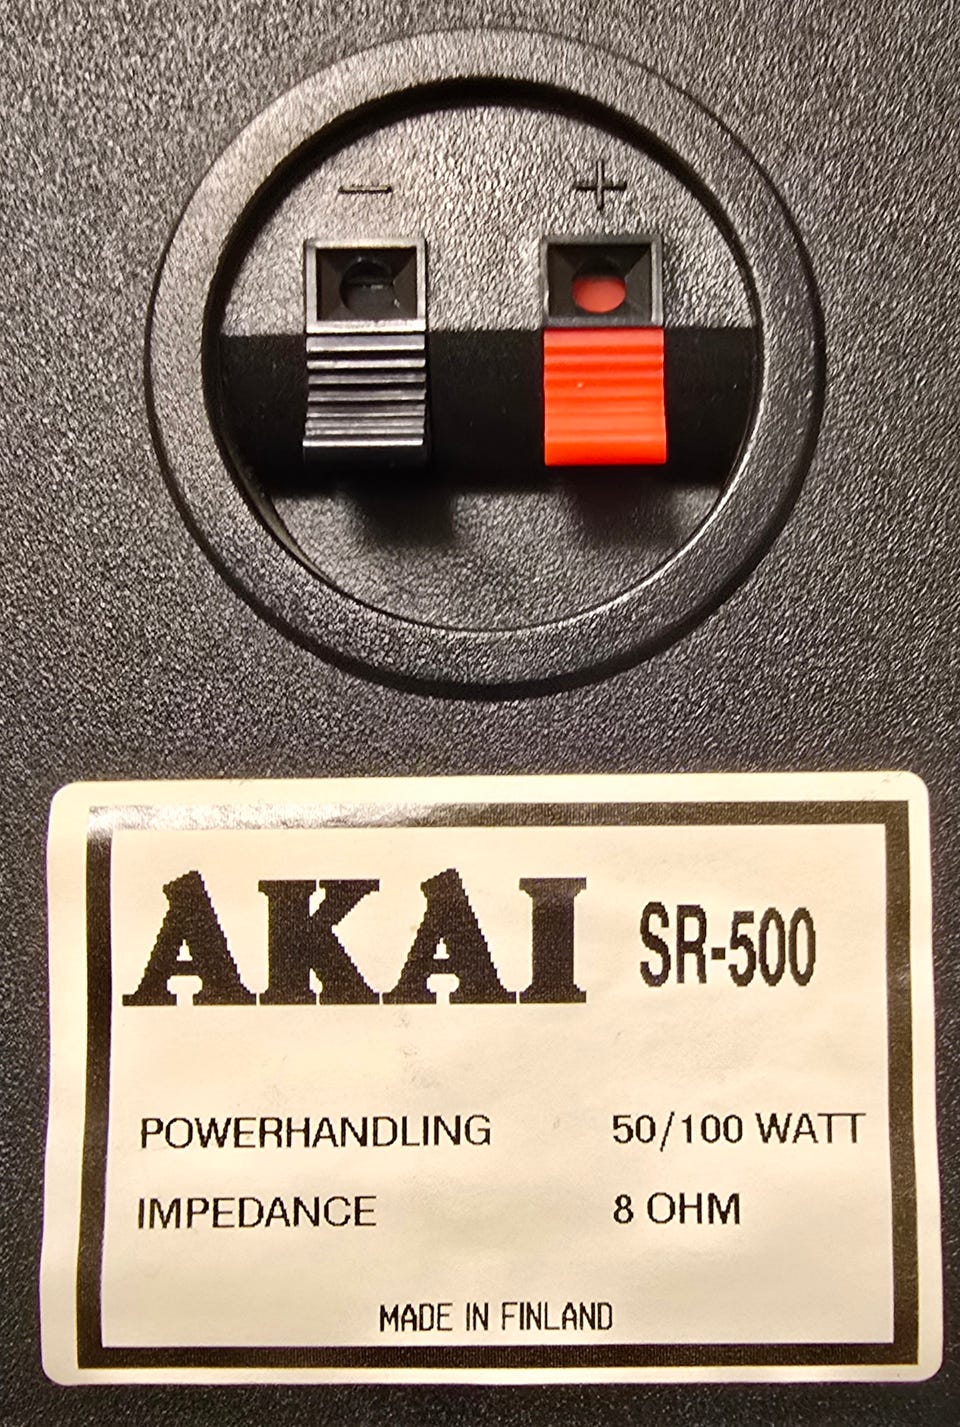 − +
AKAI SR-500
POWERHANDLING 50/100 WATT
IMPEDANCE 8 OHM
MADE IN FINLAND